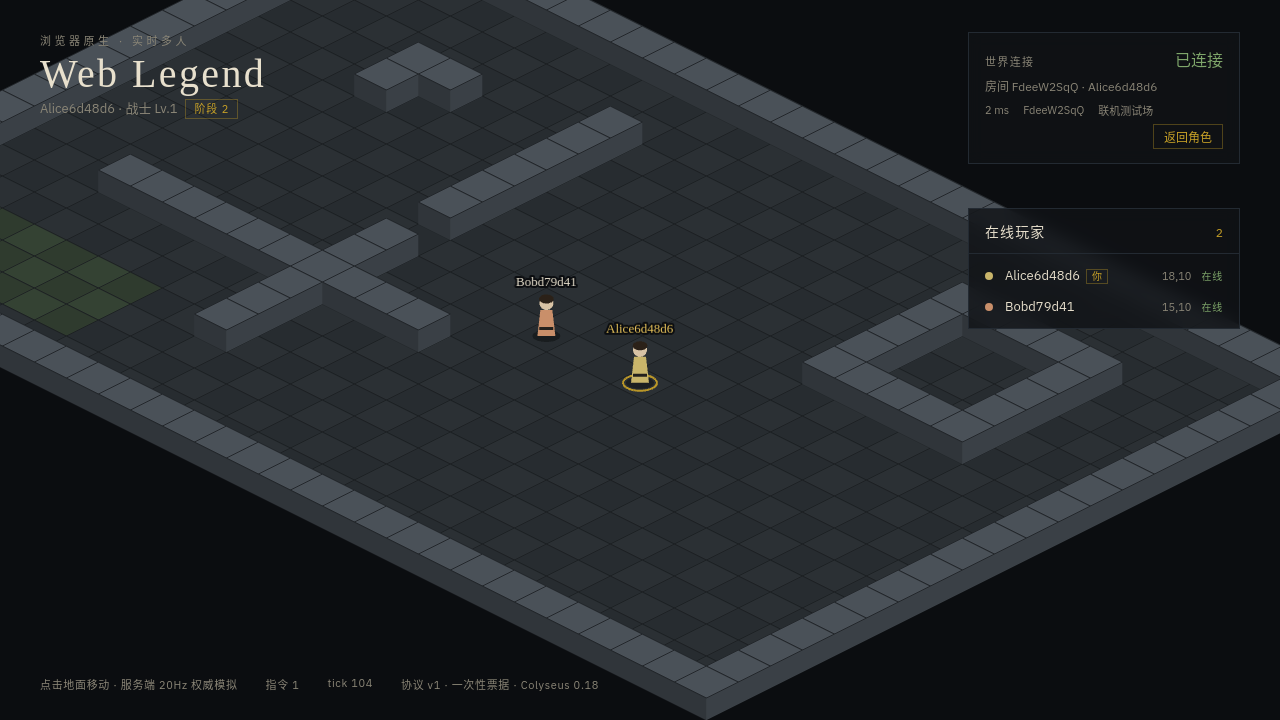 浏览器原生 · 实时多人
Web Legend
Alice6d48d6 · 战士 Lv.1 阶段 2
世界连接 已连接
房间 FdeeW2SqQ · Alice6d48d6
2 ms FdeeW2SqQ 联机测试场
返回角色
在线玩家 2
Alice6d48d6 你 18,10 在线
Bobd79d41 15,10 在线
Bobd79d41
Alice6d48d6
点击地面移动 · 服务端 20Hz 权威模拟 指令 1 tick 104 协议 v1 · 一次性票据 · Colyseus 0.18